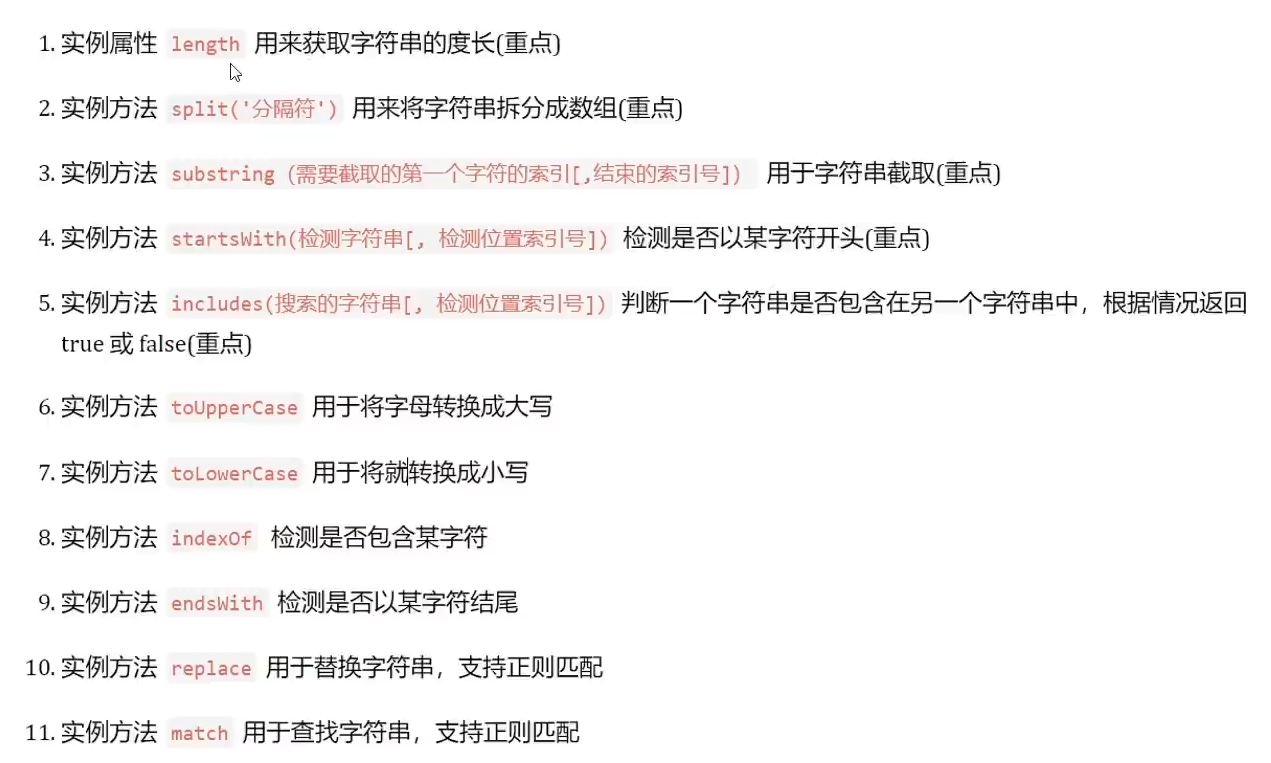 1. 实例属性 length 用来获取字符串的度长(重点)
2. 实例方法 split('分隔符') 用来将字符串拆分成数组(重点)
3. 实例方法 substring（需要截取的第一个字符的索引[,结束的索引号]） 用于字符串截取(重点)
4. 实例方法 startsWith(检测字符串[, 检测位置索引号]) 检测是否以某字符开头(重点)
5. 实例方法 includes(搜索的字符串[, 检测位置索引号]) 判断一个字符串是否包含在另一个字符串中，根据情况返回
true 或 false(重点)
6. 实例方法 toUpperCase 用于将字母转换成大写
7. 实例方法 toLowerCase 用于将就转换成小写
8. 实例方法 indexOf 检测是否包含某字符
9. 实例方法 endsWith 检测是否以某字符结尾
10. 实例方法 replace 用于替换字符串，支持正则匹配
11. 实例方法 match 用于查找字符串，支持正则匹配